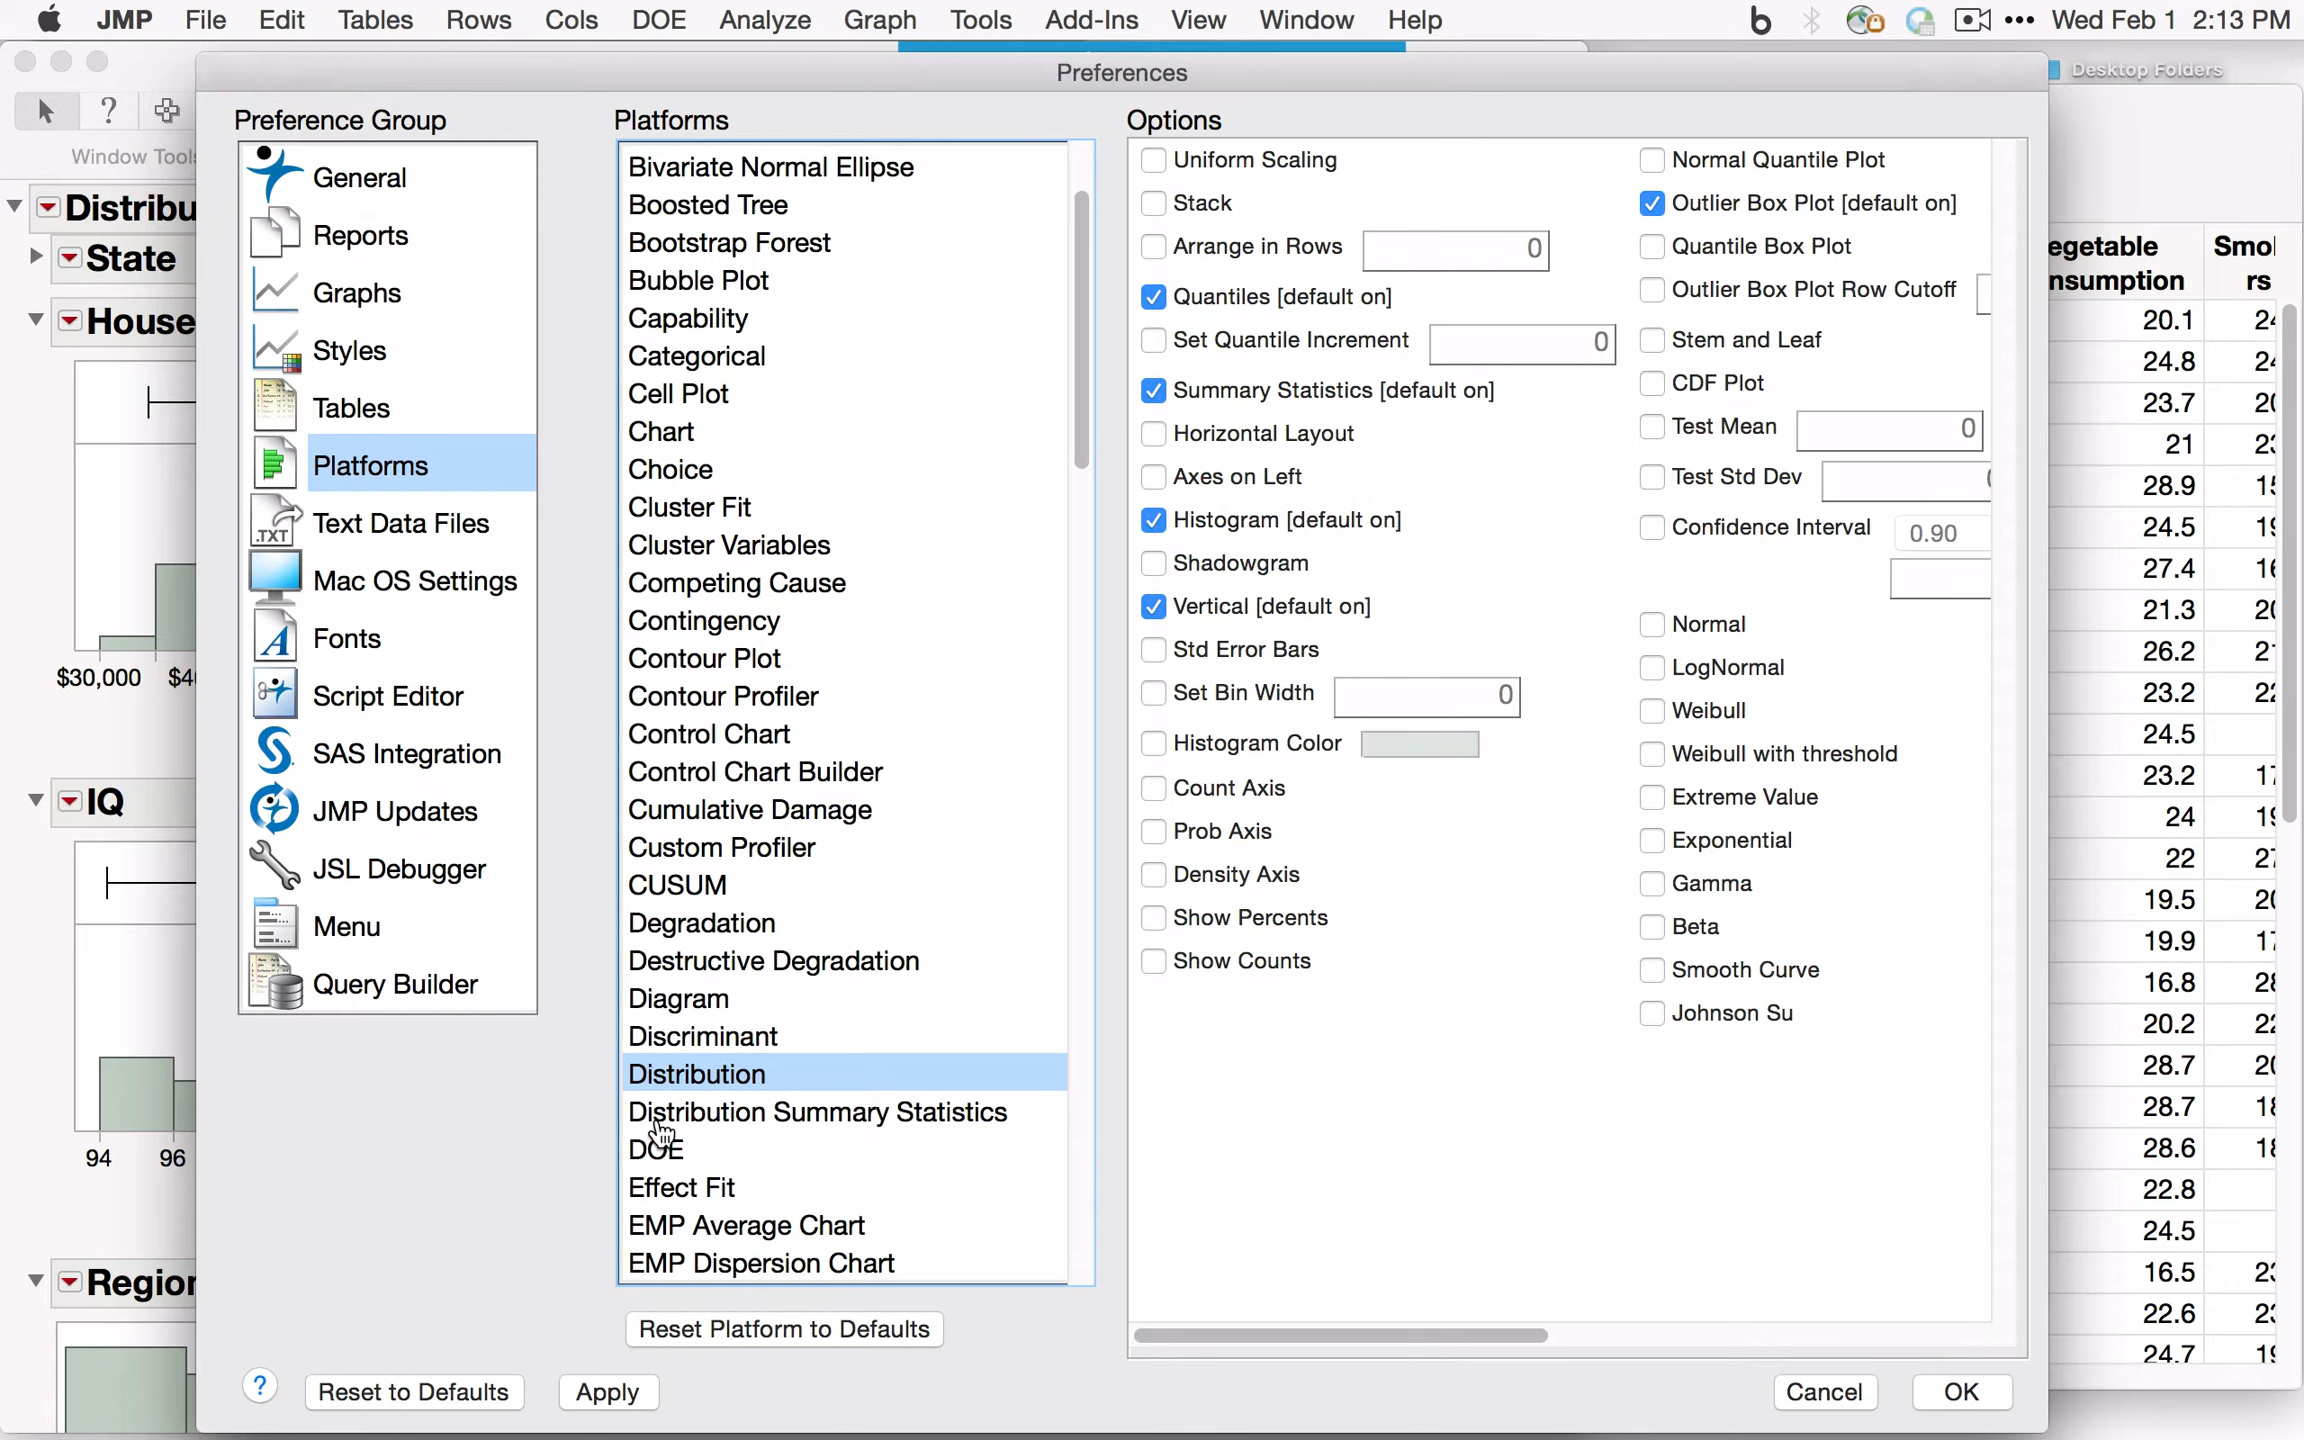 JMP File Edit Tables Rows Cols DOE Analyze Graph Tools Add-Ins View Window Help Wed Feb 1 2:13 PM
Preferences
Desktop Folders
Window Tools
Distribu
State
House
$30,000 $4
IQ
94 96
Region
Preference Group
General
Reports
Graphs
Styles
Tables
Platforms
.TXT Text Data Files
Mac OS Settings
Fonts
Script Editor
SAS Integration
JMP Updates
JSL Debugger
Menu
Query Builder
Platforms
Bivariate Normal Ellipse
Boosted Tree
Bootstrap Forest
Bubble Plot
Capability
Categorical
Cell Plot
Chart
Choice
Cluster Fit
Cluster Variables
Competing Cause
Contingency
Contour Plot
Contour Profiler
Control Chart
Control Chart Builder
Cumulative Damage
Custom Profiler
CUSUM
Degradation
Destructive Degradation
Diagram
Discriminant
Distribution
Distribution Summary Statistics
DOE
Effect Fit
EMP Average Chart
EMP Dispersion Chart
Reset Platform to Defaults
Options
Uniform Scaling
Stack
Arrange in Rows 0
Quantiles [default on]
Set Quantile Increment 0
Summary Statistics [default on]
Horizontal Layout
Axes on Left
Histogram [default on]
Shadowgram
Vertical [default on]
Std Error Bars
Set Bin Width 0
Histogram Color
Count Axis
Prob Axis
Density Axis
Show Percents
Show Counts
Normal Quantile Plot
Outlier Box Plot [default on]
Quantile Box Plot
Outlier Box Plot Row Cutoff
Stem and Leaf
CDF Plot
Test Mean 0
Test Std Dev
Confidence Interval 0.90
Normal
LogNormal
Weibull
Weibull with threshold
Extreme Value
Exponential
Gamma
Beta
Smooth Curve
Johnson Su
? Reset to Defaults Apply Cancel OK
egetable Smo
nsumption rs
20.1
24.8
23.7
21
28.9
24.5
27.4
21.3
26.2
23.2
24.5
23.2
24
22
19.5
19.9
16.8
20.2
28.7
28.7
28.6
22.8
24.5
16.5
22.6
24.7